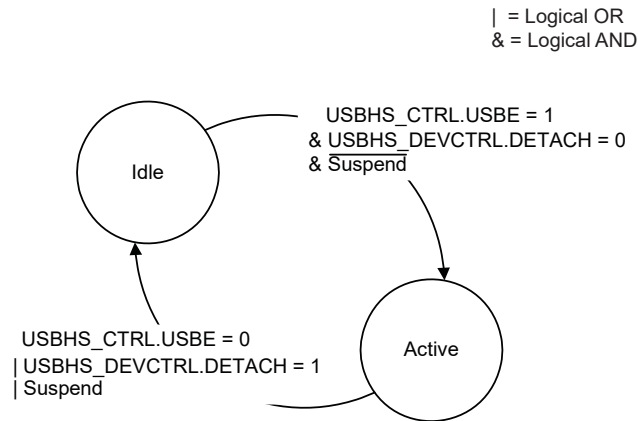 | = Logical OR
& = Logical AND
USBHS_CTRL.USBE = 1
& USBHS_DEVCTRL.DETACH = 0
& Suspend
Idle
USBHS_CTRL.USBE = 0
| USBHS_DEVCTRL.DETACH = 1
| Suspend
Active